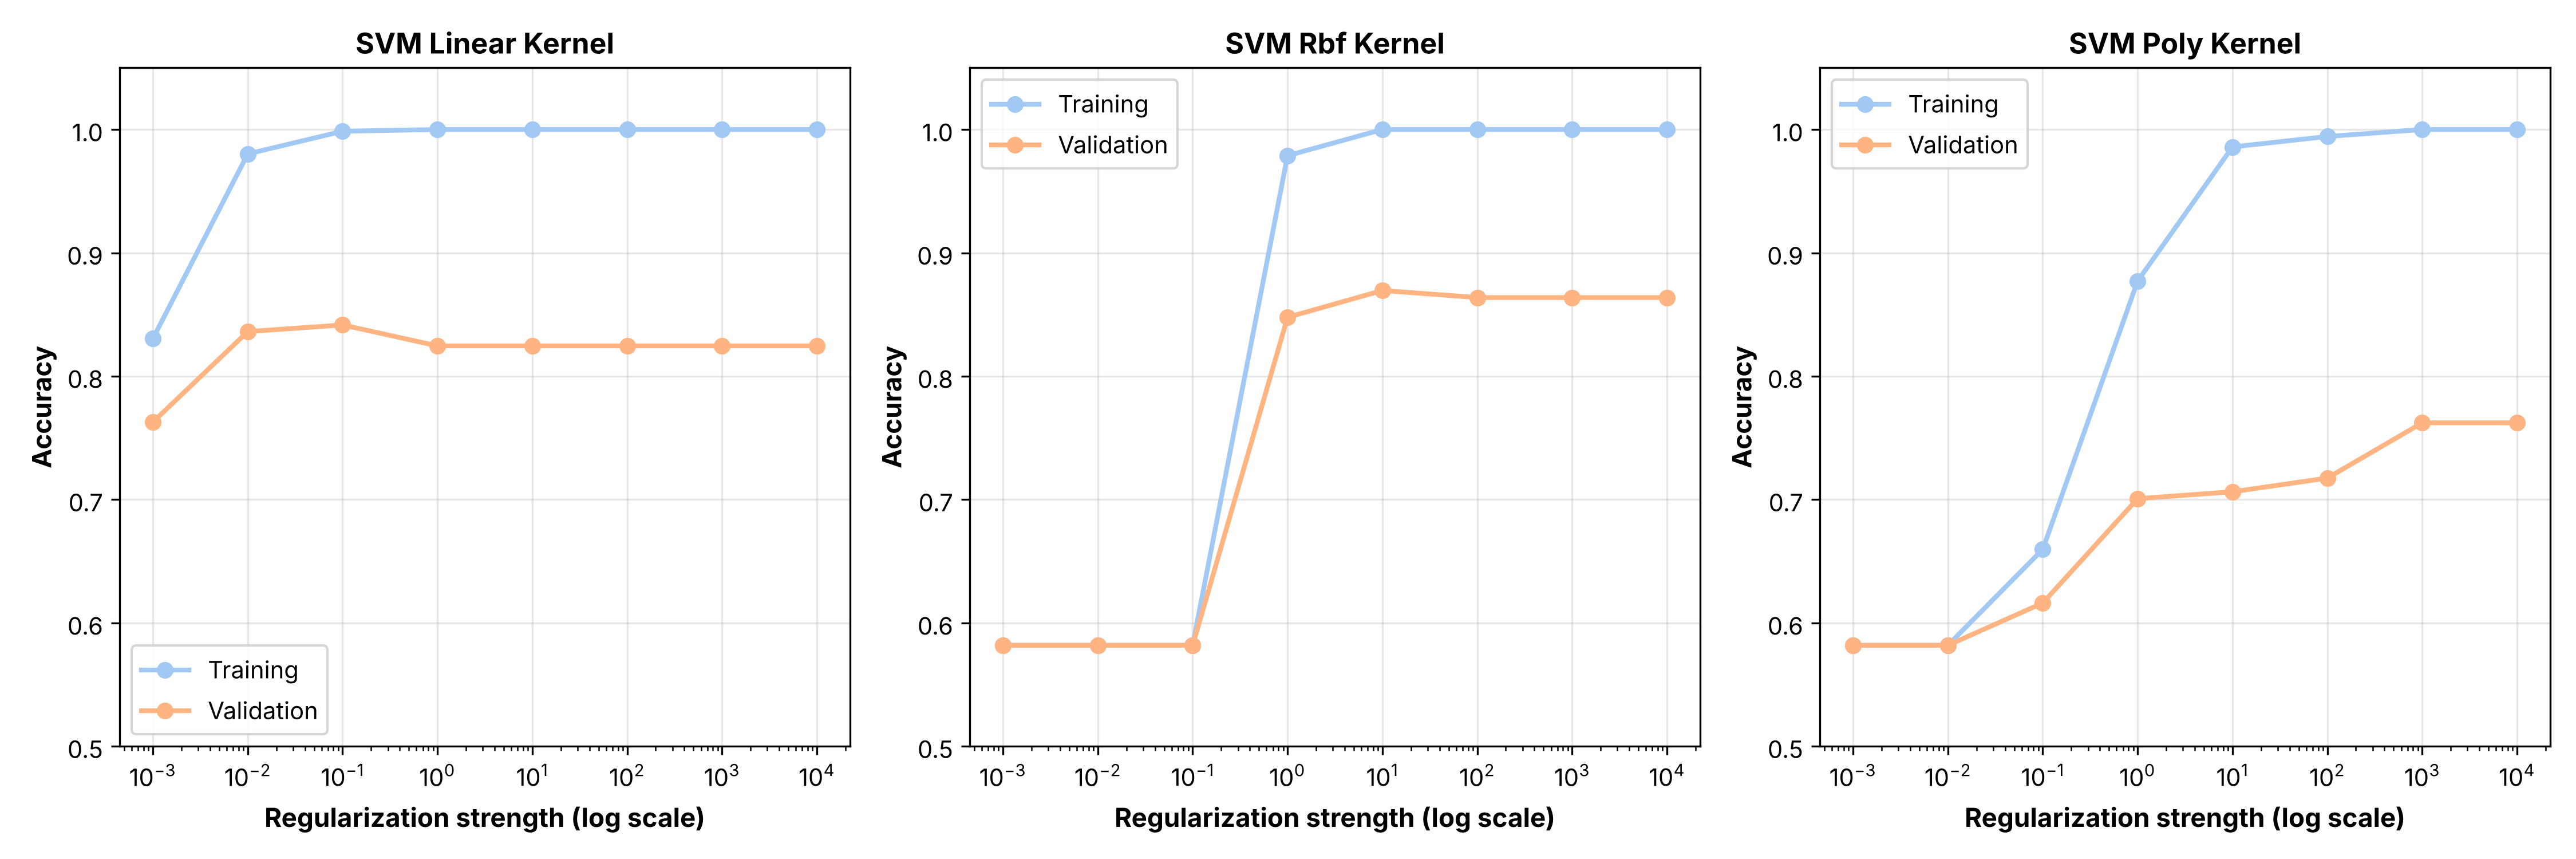 SVM Linear Kernel
Accuracy
1.0
0.9
0.8
0.7
0.6
0.5
Training
Validation
10⁻³ 10⁻² 10⁻¹ 10⁰ 10¹ 10² 10³ 10⁴
Regularization strength (log scale)
SVM Rbf Kernel
Training
Validation
Accuracy
1.0
0.9
0.8
0.7
0.6
0.5
10⁻³ 10⁻² 10⁻¹ 10⁰ 10¹ 10² 10³ 10⁴
Regularization strength (log scale)
SVM Poly Kernel
Training
Validation
Accuracy
1.0
0.9
0.8
0.7
0.6
0.5
10⁻³ 10⁻² 10⁻¹ 10⁰ 10¹ 10² 10³ 10⁴
Regularization strength (log scale)